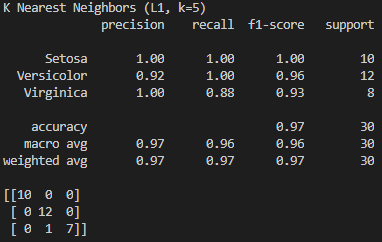 K Nearest Neighbors (L1, k=5)
precision recall f1-score support
Setosa 1.00 1.00 1.00 10
Versicolor 0.92 1.00 0.96 12
Virginica 1.00 0.88 0.93 8
accuracy 0.97 30
macro avg 0.97 0.96 0.96 30
weighted avg 0.97 0.97 0.97 30
[[10 0 0]
[ 0 12 0]
[ 0 1 7]]